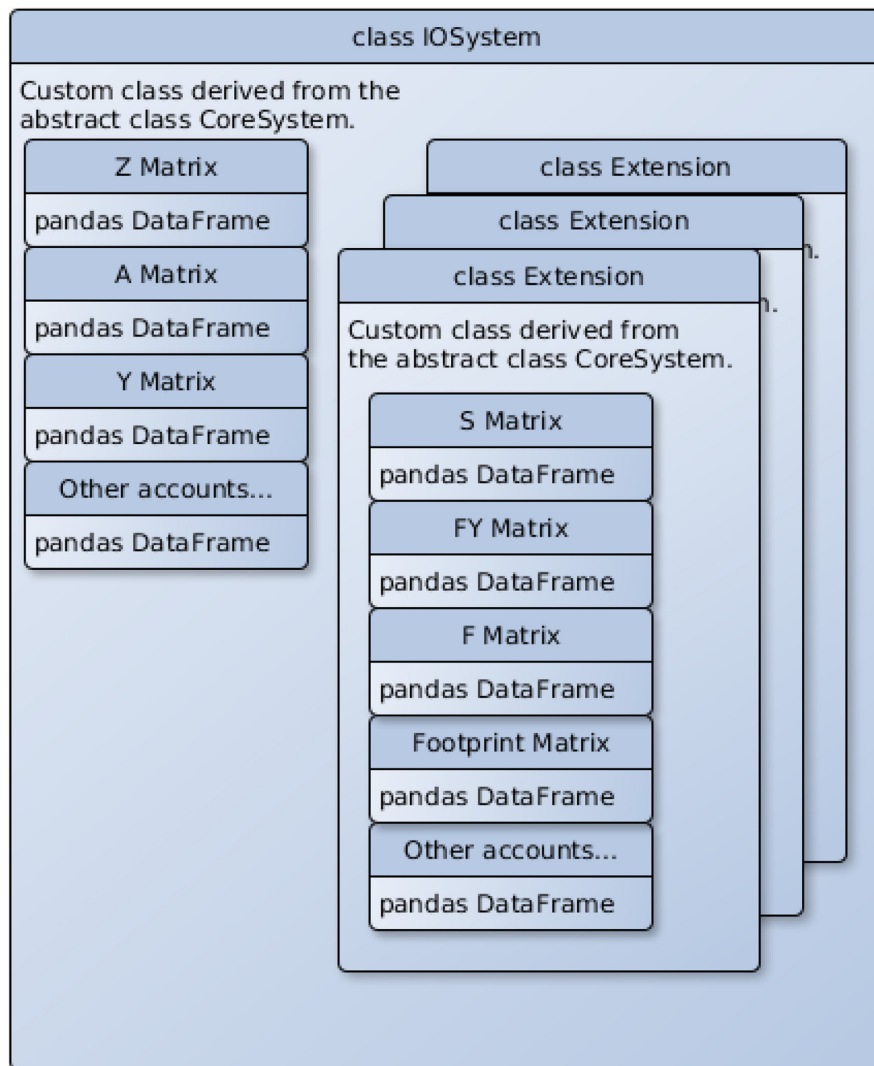 class IOSystem
Custom class derived from the
abstract class CoreSystem.
Z Matrix
pandas DataFrame
A Matrix
pandas DataFrame
Y Matrix
pandas DataFrame
Other accounts...
pandas DataFrame
class Extension
n.
class Extension
n.
class Extension
Custom class derived from
the abstract class CoreSystem.
S Matrix
pandas DataFrame
FY Matrix
pandas DataFrame
F Matrix
pandas DataFrame
Footprint Matrix
pandas DataFrame
Other accounts...
pandas DataFrame